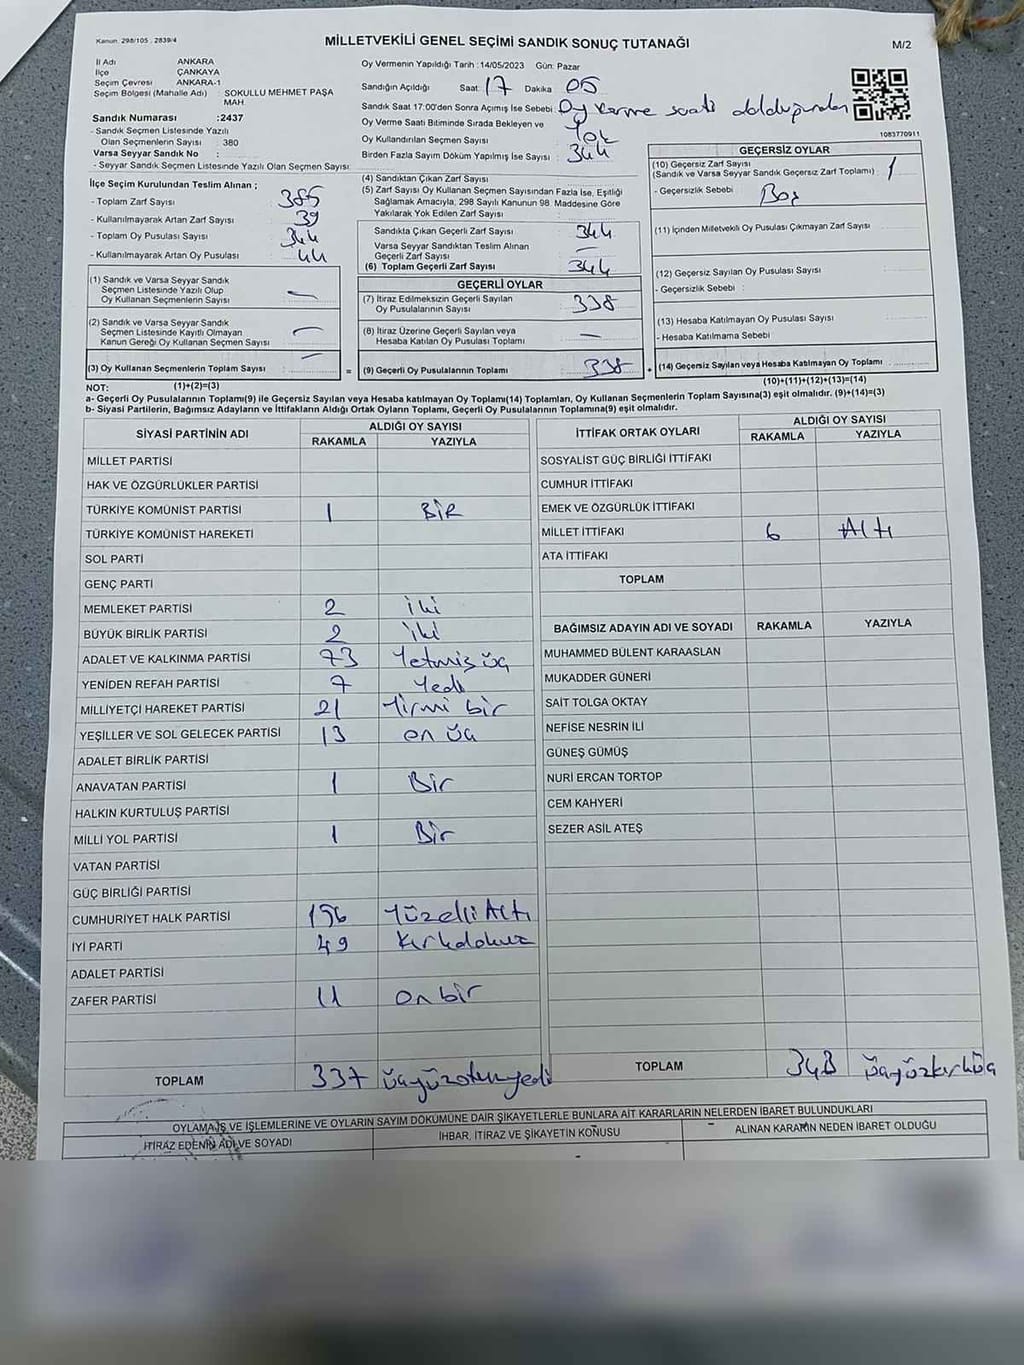 Kanun. 298/105 , 2839/4
MİLLETVEKİLİ GENEL SEÇİMİ SANDIK SONUÇ TUTANAĞI
M/2
İl Adı ANKARA
İlçe ÇANKAYA
Seçim Çevresi ANKARA-1
Seçim Bölgesi (Mahalle Adı) : SOKULLU MEHMET PAŞA MAH.
Sandık Numarası :2437
- Sandık Seçmen Listesinde Yazılı
Olan Seçmenlerin Sayısı : 380
Varsa Seyyar Sandık No :
- Seyyar Sandık Seçmen Listesinde Yazılı Olan Seçmen Sayısı:
Oy Vermenin Yapıldığı Tarih :14/05/2023 Gün: Pazar
Sandığın Açıldığı Saat: 17 Dakika 05
Sandık Saat 17:00'den Sonra Açımış İse Sebebi: Oy verme saati dolduğundan
Oy Verme Saati Bitiminde Sırada Bekleyen ve
Oy Kullandırılan Seçmen Sayısı : Yok
Birden Fazla Sayım Döküm Yapılmış İse Sayısı : 344
1083770911
İlçe Seçim Kurulundan Teslim Alınan ;
- Toplam Zarf Sayısı : 385
- Kullanılmayarak Artan Zarf Sayısı : 39
- Toplam Oy Pusulası Sayısı : 344
- Kullanılmayarak Artan Oy Pusulası : 44
(4) Sandıktan Çıkan Zarf Sayısı
(5) Zarf Sayısı Oy Kullanan Seçmen Sayısından Fazla İse, Eşitliği
Sağlamak Amacıyla, 298 Sayılı Kanunun 98. Maddesine Göre
Yakılarak Yok Edilen Zarf Sayısı :
Sandıkta Çıkan Geçerli Zarf Sayısı 344
Varsa Seyyar Sandıktan Teslim Alınan
Geçerli Zarf Sayısı —
(6) Toplam Geçerli Zarf Sayısı 344
GEÇERSİZ OYLAR
(10) Geçersiz Zarf Sayısı
(Sandık ve Varsa Seyyar Sandık Geçersiz Zarf Toplamı) : 1
- Geçersizlik Sebebi : Boş
(11) İçinden Milletvekili Oy Pusulası Çıkmayan Zarf Sayısı
(12) Geçersiz Sayılan Oy Pusulası Sayısı
- Geçersizlik Sebebi :
(13) Hesaba Katılmayan Oy Pusulası Sayısı
- Hesaba Katılmama Sebebi
(14) Geçersiz Sayılan veya Hesaba Katılmayan Oy Toplamı
(1) Sandık ve Varsa Seyyar Sandık
Seçmen Listesinde Yazılı Olup
Oy Kullanan Seçmenlerin Sayısı —
(2) Sandık ve Varsa Seyyar Sandık
Seçmen Listesinde Kayıtlı Olmayan
Kanun Gereği Oy Kullanan Seçmen Sayısı —
(3) Oy Kullanan Seçmenlerin Toplam Sayısı — =
GEÇERLİ OYLAR
(7) İtiraz Edilmeksizin Geçerli Sayılan
Oy Pusulalarının Sayısı 338
(8) İtiraz Üzerine Geçerli Sayılan veya
Hesaba Katılan Oy Pusulası Toplamı —
(9) Geçerli Oy Pusulalarının Toplamı 338 +
NOT: (1)+(2)=(3) (10)+(11)+(12)+(13)=(14)
a- Geçerli Oy Pusulalarının Toplamı(9) ile Geçersiz Sayılan veya Hesaba katılmayan Oy Toplamı(14) Toplamları, Oy Kullanan Seçmenlerin Toplam Sayısına(3) eşit olmalıdır. (9)+(14)=(3)
b- Siyasi Partilerin, Bağımsız Adayların ve İttifakların Aldığı Ortak Oyların Toplamı, Geçerli Oy Pusulalarının Toplamına(9) eşit olmalıdır.
SİYASİ PARTİNİN ADI ALDIĞI OY SAYISI
RAKAMLA YAZIYLA
MİLLET PARTİSİ
HAK VE ÖZGÜRLÜKLER PARTİSİ
TÜRKİYE KOMÜNİST PARTİSİ 1 BİR
TÜRKİYE KOMÜNİST HAREKETİ
SOL PARTİ
GENÇ PARTİ
MEMLEKET PARTİSİ 2 iki
BÜYÜK BİRLİK PARTİSİ 2 iki
ADALET VE KALKINMA PARTİSİ 73 Yetmiş üç
YENİDEN REFAH PARTİSİ 7 Yedi
MİLLİYETÇİ HAREKET PARTİSİ 21 Yirmi bir
YEŞİLLER VE SOL GELECEK PARTİSİ 13 on üç
ADALET BİRLİK PARTİSİ
ANAVATAN PARTİSİ 1 Bir
HALKIN KURTULUŞ PARTİSİ
MİLLİ YOL PARTİSİ 1 Bir
VATAN PARTİSİ
GÜÇ BİRLİĞİ PARTİSİ
CUMHURİYET HALK PARTİSİ 156 Yüzelli Altı
İYİ PARTİ 49 Kırkdokuz
ADALET PARTİSİ
ZAFER PARTİSİ 11 on bir
TOPLAM 337 üçyüzotuzyedi
İTTİFAK ORTAK OYLARI ALDIĞI OY SAYISI
RAKAMLA YAZIYLA
SOSYALİST GÜÇ BİRLİĞİ İTTİFAKI
CUMHUR İTTİFAKI
EMEK VE ÖZGÜRLÜK İTTİFAKI
MİLLET İTTİFAKI 6 Altı
ATA İTTİFAKI
TOPLAM
BAĞIMSIZ ADAYIN ADI VE SOYADI RAKAMLA YAZIYLA
MUHAMMED BÜLENT KARAASLAN
MUKADDER GÜNERİ
SAİT TOLGA OKTAY
NEFİSE NESRİN İLİ
GÜNEŞ GÜMÜŞ
NURİ ERCAN TORTOP
CEM KAHYERİ
SEZER ASİL ATEŞ
TOPLAM 343 üçyüzkırküç
OYLAMA İŞ VE İŞLEMLERİNE VE OYLARIN SAYIM DÖKÜMÜNE DAİR ŞİKAYETLERLE BUNLARA AİT KARARLARIN NELERDEN İBARET BULUNDUKLARI
İTİRAZ EDENİN ADI VE SOYADI İHBAR, İTİRAZ VE ŞİKAYETİN KONUSU ALINAN KARARIN NEDEN İBARET OLDUĞU